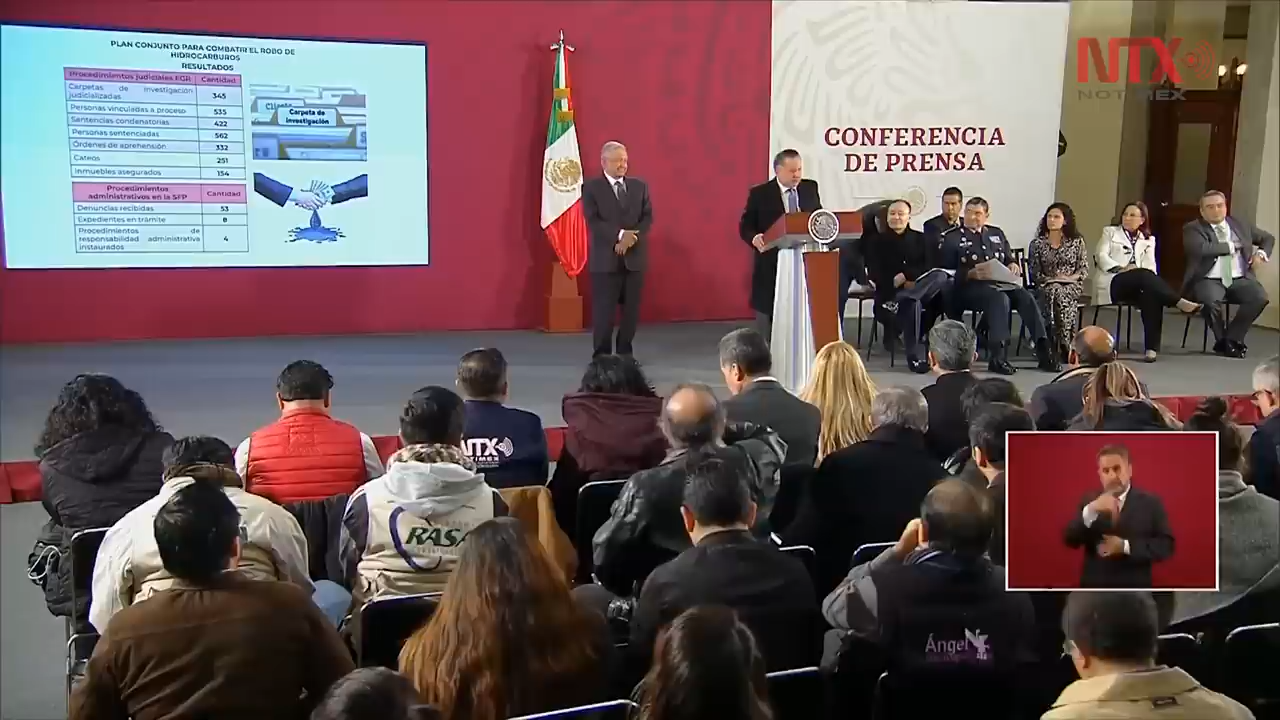 PLAN CONJUNTO PARA COMBATIR EL ROBO DE
HIDROCARBUROS
RESULTADOS
Procedimientos judiciales FGR Cantidad
Carpetas de investigación
judicializadas 345
Personas vinculadas a proceso 535
Sentencias condenatorias 422
Personas sentenciadas 562
Órdenes de aprehensión 332
Cateos 251
Inmuebles asegurados 154
Carpeta de
investigación
Procedimientos
administrativos en la SFP Cantidad
Denuncias recibidas 53
Expedientes en trámite 8
Procedimientos de
responsabilidad administrativa
instaurados 4
NTX
NOTIMEX
CONFERENCIA
DE PRENSA
NTX
NOTIMEX
RASA
Ángel